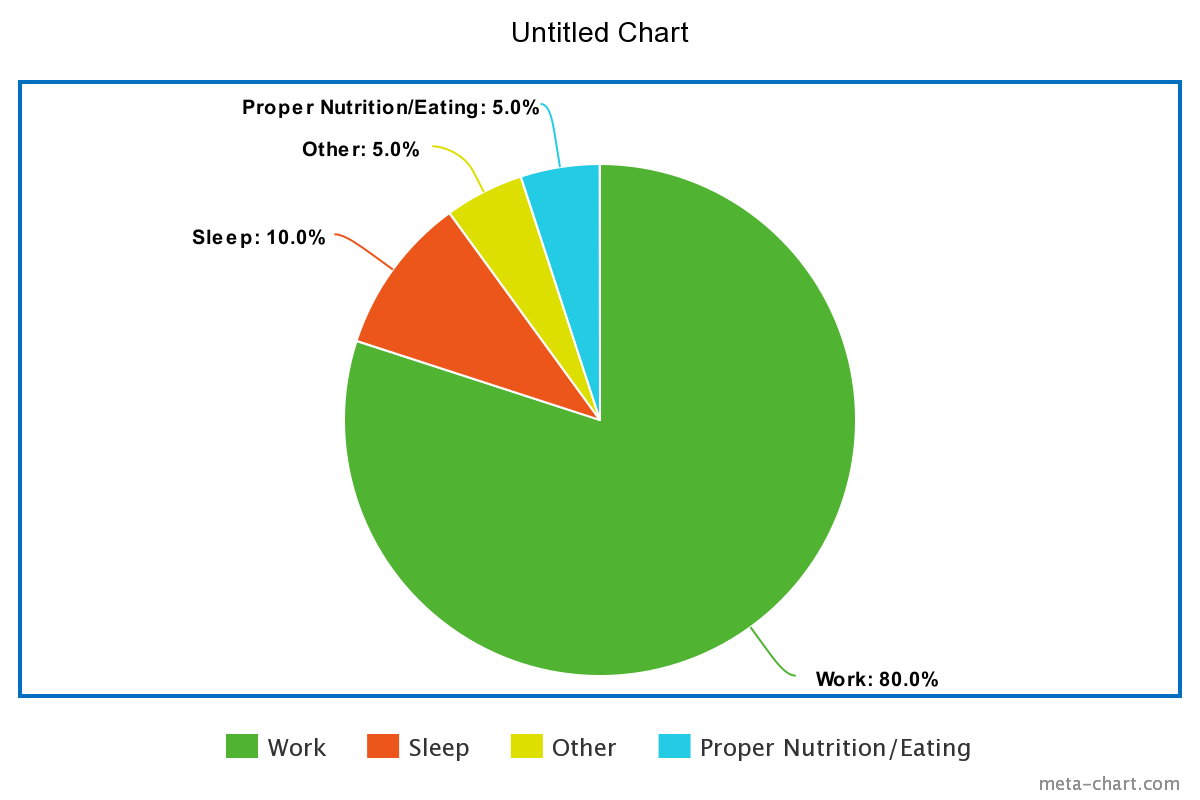 Untitled Chart
Proper Nutrition/Eating: 5.0%
Other: 5.0%
Sleep: 10.0%
Work: 80.0%
Work Sleep Other Proper Nutrition/Eating
meta-chart.com